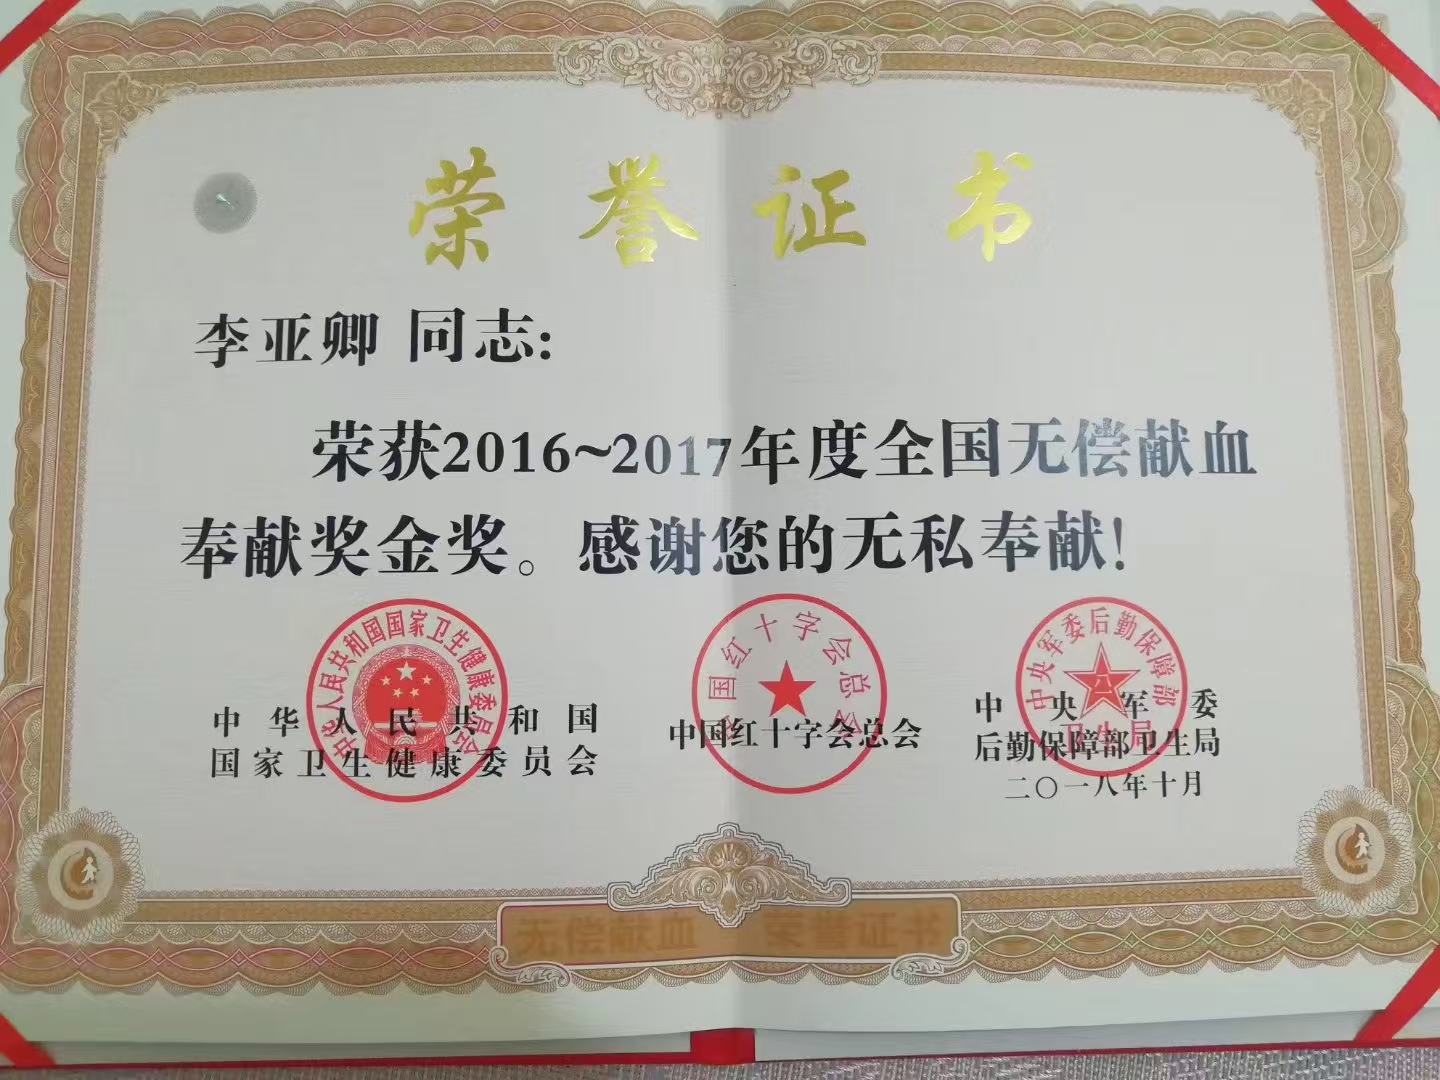 荣誉证书
李亚卿 同志:
荣获2016~2017年度全国无偿献血
奉献奖金奖。感谢您的无私奉献!
中华人民共和国国家卫生健康委员会
中华人民共和国
国家卫生健康委员会
中国红十字会总会
中国红十字会总会
中央军委后勤保障部
卫生局
中央军委
后勤保障部卫生局
二〇一八年十月
无偿献血 荣誉证书